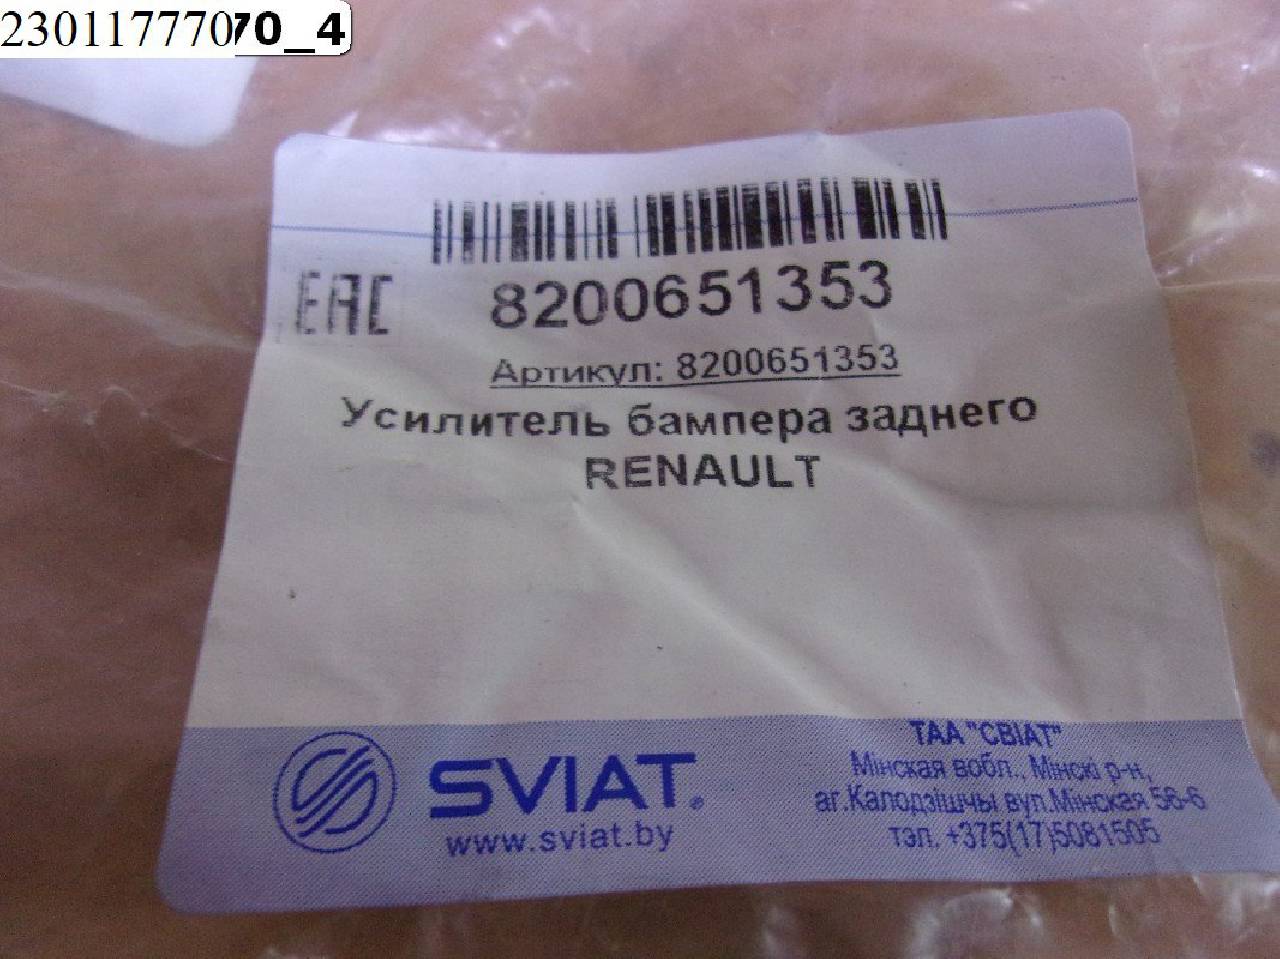 23011777070_4
EAC
8200651353
Артикул: 8200651353
Усилитель бампера заднего
RENAULT
SVIAT®
www.sviat.by
ТАА "СВІАТ"
Мінская вобл., Мінскі р-н,
аг.Калодзішчы вул.Мінская 56-6
тэл. +375(17)5081505